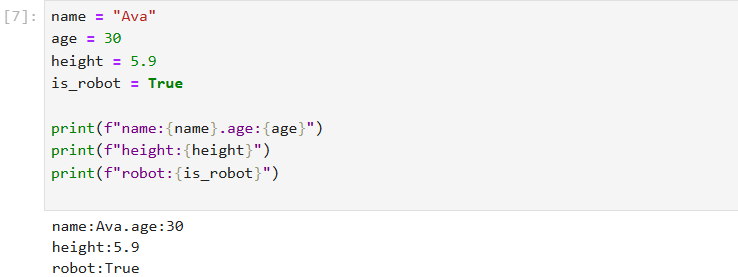 [7]: name = "Ava"
age = 30
height = 5.9
is_robot = True
print(f"name:{name}.age:{age}")
print(f"height:{height}")
print(f"robot:{is_robot}")
name:Ava.age:30
height:5.9
robot:True